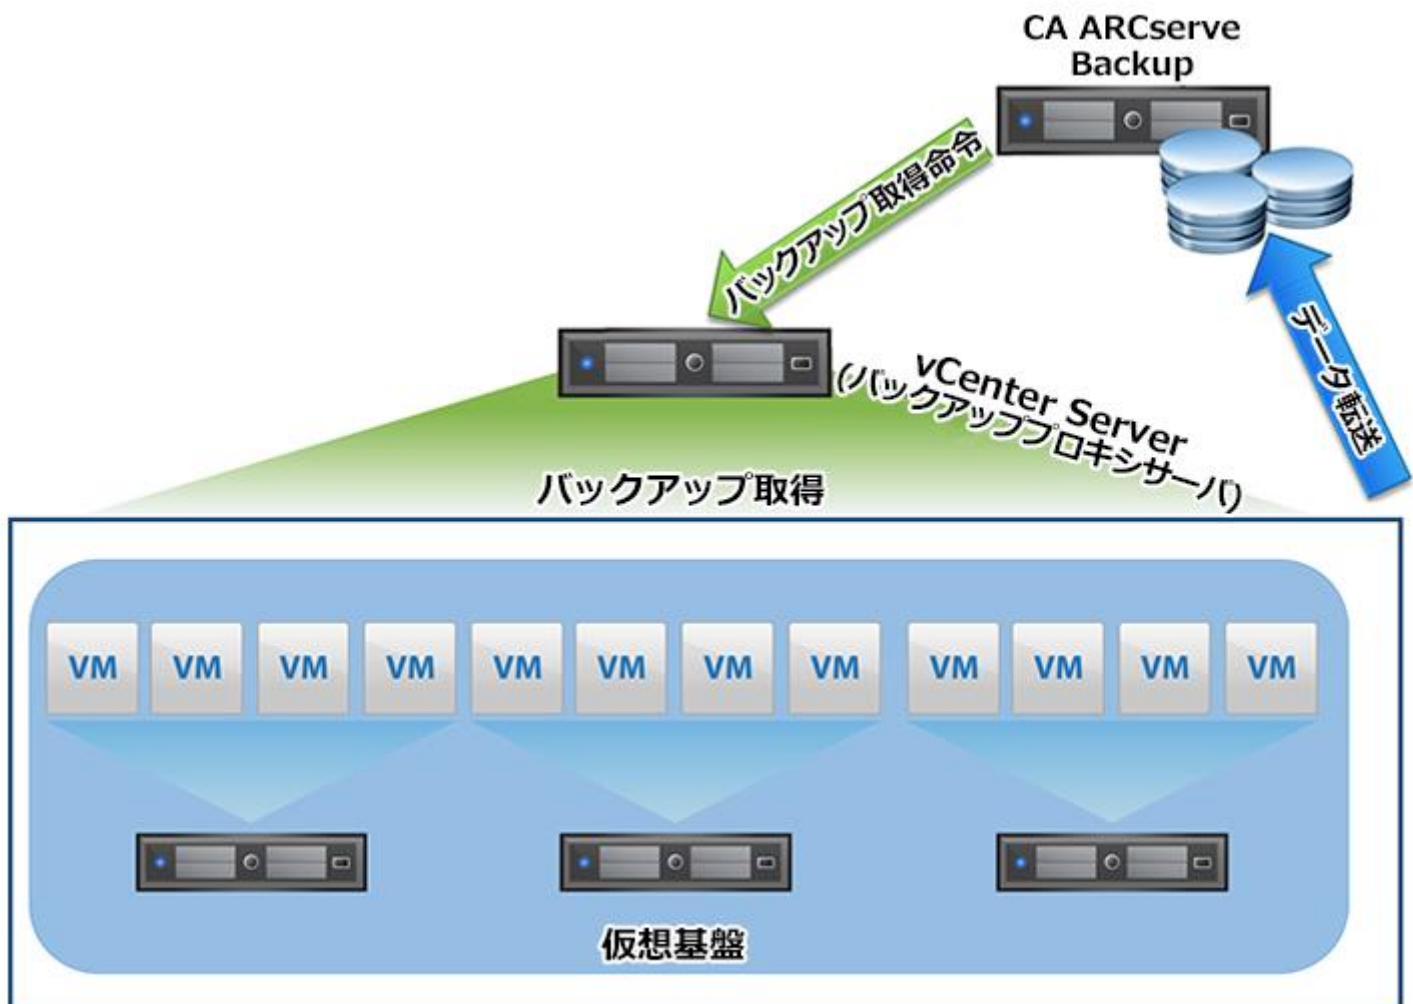 CA ARCserve
Backup
バックアップ取得命令
データ転送
vCenter Server
(バックアッププロキシサーバ)
バックアップ取得
VM VM VM VM VM VM VM VM VM VM VM VM
仮想基盤